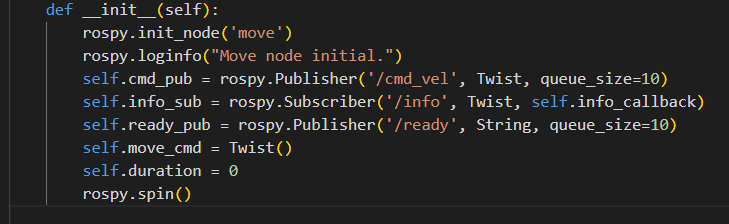 def __init__(self):
    rospy.init_node('move')
    rospy.loginfo("Move node initial.")
    self.cmd_pub = rospy.Publisher('/cmd_vel', Twist, queue_size=10)
    self.info_sub = rospy.Subscriber('/info', Twist, self.info_callback)
    self.ready_pub = rospy.Publisher('/ready', String, queue_size=10)
    self.move_cmd = Twist()
    self.duration = 0
    rospy.spin()